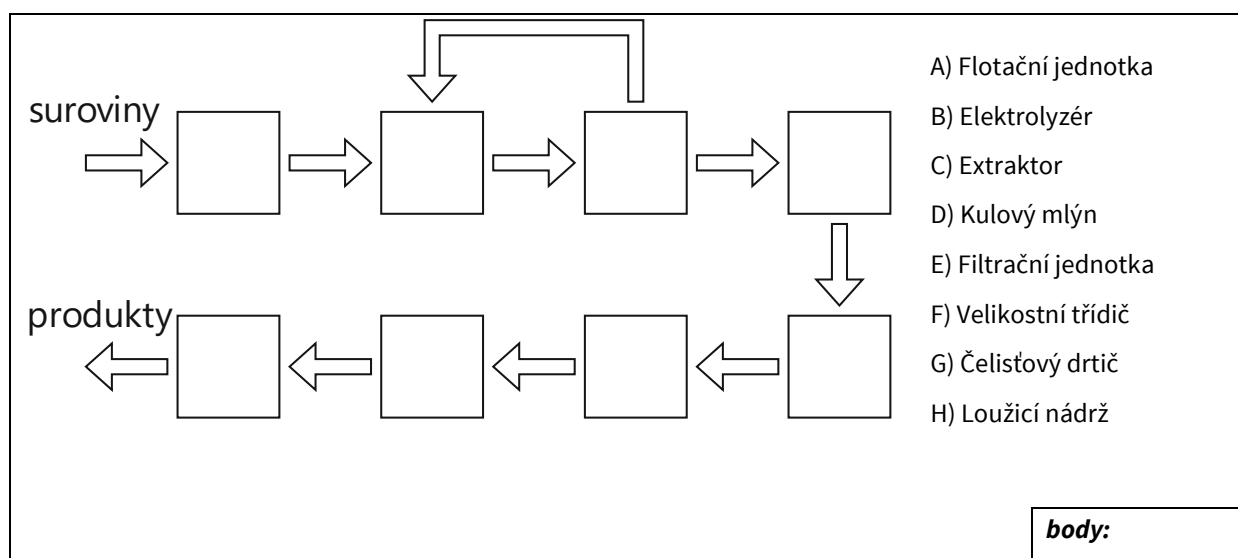 suroviny
produkty
A) Flotační jednotka
B) Elektrolyzér
C) Extraktor
D) Kulový mlýn
E) Filtrační jednotka
F) Velikostní třídič
G) Čelisťový drtič
H) Loužicí nádrž
body: